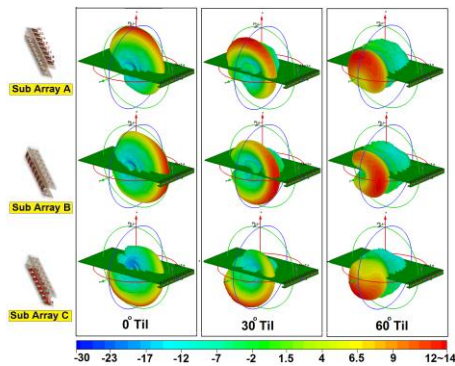 Sub Array A
Sub Array B
Sub Array C
0° Til
30° Til
60° Til
-30 -23 -17 -12 -7 -2 1.5 4 6.5 9 12~14